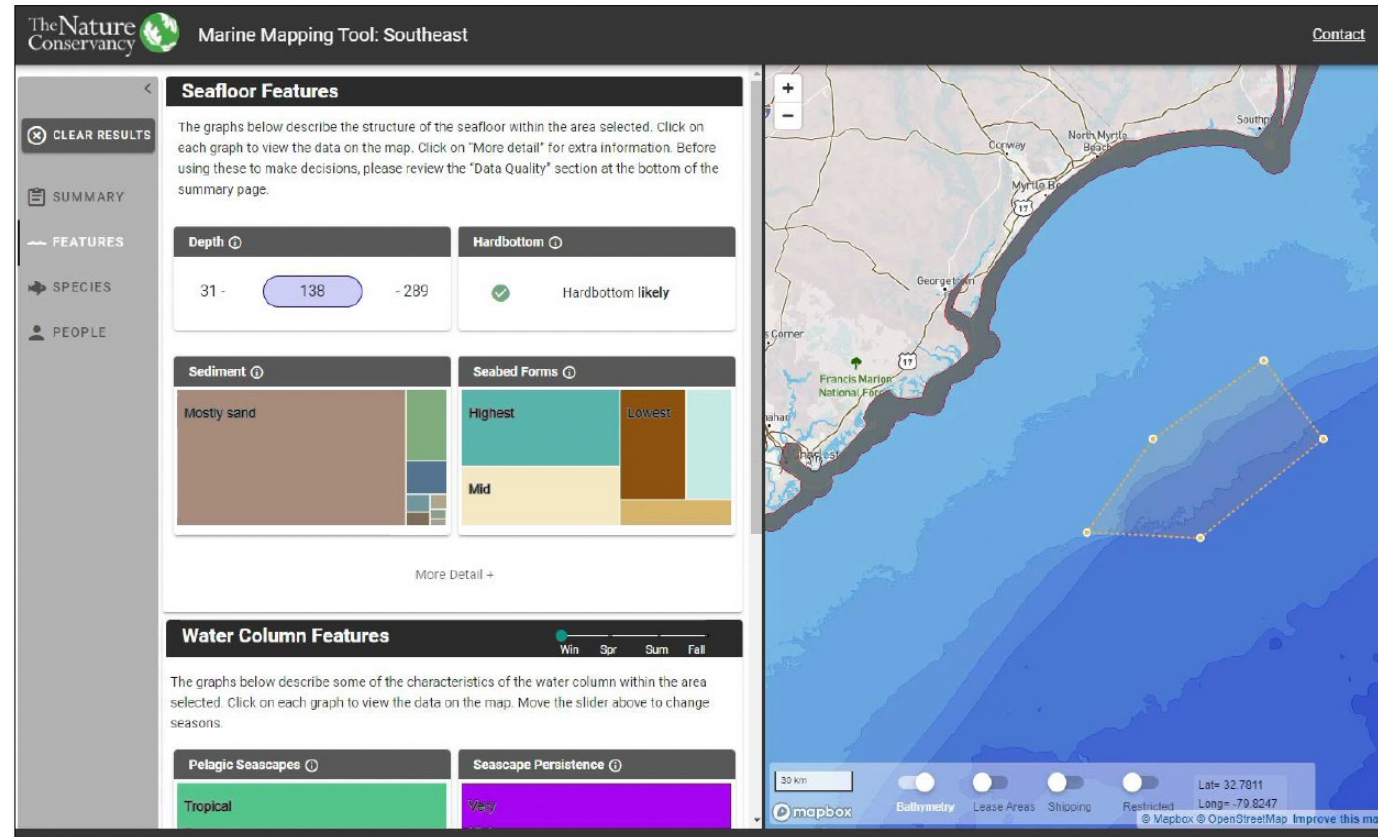 The Nature
Conservancy
Marine Mapping Tool: Southeast
Contact
CLEAR RESULTS
SUMMARY
FEATURES
SPECIES
PEOPLE
Seafloor Features
The graphs below describe the structure of the seafloor within the area selected. Click on
each graph to view the data on the map. Click on "More detail" for extra information. Before
using these to make decisions, please review the "Data Quality" section at the bottom of the
summary page.
Depth
31 - 138 - 289
Hardbottom
Hardbottom likely
Sediment
Mostly sand
Seabed Forms
Highest
Lowest
Mid
More Detail +
Water Column Features
Win Spr Sum Fall
The graphs below describe some of the characteristics of the water column within the area
selected. Click on each graph to view the data on the map. Move the slider above to change
seasons.
Pelagic Seascapes
Tropical
Seascape Persistence
Very
+
−
Conway
North Myrtle
Beach
Southp
Myrtle Be
17
Georgetown
s Corner
17
Francis Marion
National For
nahan
30 km
mapbox
Bathymetry
Lease Areas
Shipping
Restricted
Lat= 32.7811
Long= -79.8247
© Mapbox © OpenStreetMap Improve this ma